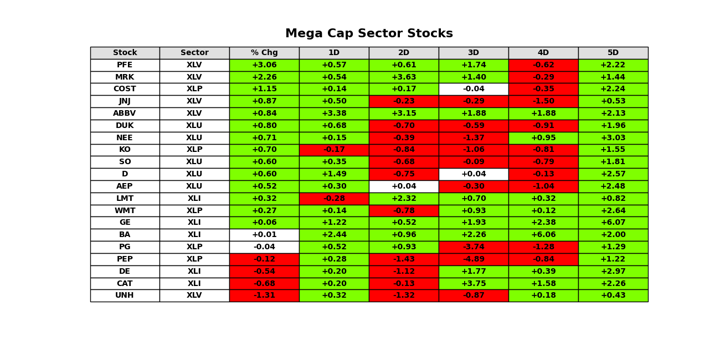 Mega Cap Sector Stocks
Stock Sector % Chg 1D 2D 3D 4D 5D
PFE XLV +3.06 +0.57 +0.61 +1.74 -0.62 +2.22
MRK XLV +2.26 +0.54 +3.63 +1.40 -0.29 +1.44
COST XLP +1.15 +0.14 +0.17 -0.04 -0.35 +2.24
JNJ XLV +0.87 +0.50 -0.23 -0.29 -1.50 +0.53
ABBV XLV +0.84 +3.38 +3.15 +1.88 +1.88 +2.13
DUK XLU +0.80 +0.68 -0.70 -0.59 -0.91 +1.96
NEE XLU +0.71 +0.15 -0.39 -1.37 +0.95 +3.03
KO XLP +0.70 -0.17 -0.84 -1.06 -0.81 +1.55
SO XLU +0.60 +0.35 -0.68 -0.09 -0.79 +1.81
D XLU +0.60 +1.49 -0.75 +0.04 -0.13 +2.57
AEP XLU +0.52 +0.30 +0.04 -0.30 -1.04 +2.48
LMT XLI +0.32 -0.28 +2.32 +0.70 +0.32 +0.82
WMT XLP +0.27 +0.14 -0.78 +0.93 +0.12 +2.64
GE XLI +0.06 +1.22 +0.52 +1.93 +2.38 +6.07
BA XLI +0.01 +2.44 +0.96 +2.26 +6.06 +2.00
PG XLP -0.04 +0.52 +0.93 -3.74 -1.28 +1.29
PEP XLP -0.12 +0.28 -1.43 -4.89 -0.84 +1.22
DE XLI -0.54 +0.20 -1.12 +1.77 +0.39 +2.97
CAT XLI -0.68 +0.20 -0.13 +3.75 +1.58 +2.26
UNH XLV -1.31 +0.32 -1.32 -0.87 +0.18 +0.43